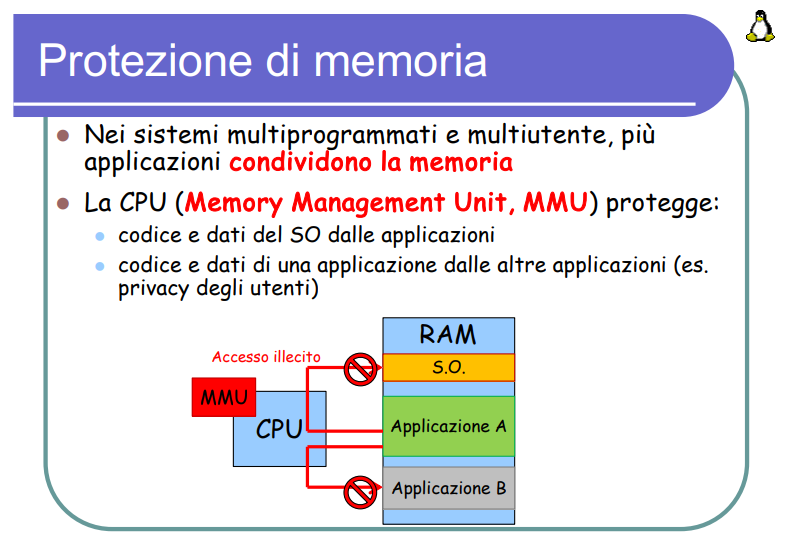 Protezione di memoria
Nei sistemi multiprogrammati e multiutente, più
applicazioni condividono la memoria
La CPU (Memory Management Unit, MMU) protegge:
codice e dati del SO dalle applicazioni
codice e dati di una applicazione dalle altre applicazioni (es.
privacy degli utenti)
RAM
Accesso illecito
S.O.
MMU
CPU
Applicazione A
Applicazione B